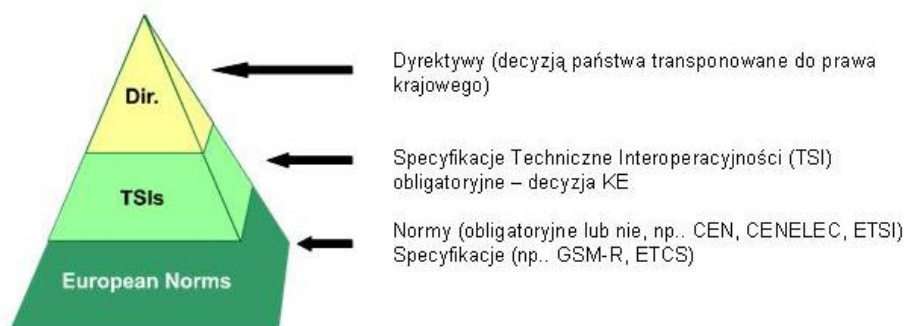 Dir.
Dyrektywy (decyzją państwa transponowane do prawa
krajowego)
TSIs
Specyfikacje Techniczne Interoperacyjności (TSI)
obligatoryjne – decyzja KE
European Norms
Normy (obligatoryjne lub nie, np.. CEN, CENELEC, ETSI)
Specyfikacje (np.. GSM-R, ETCS)